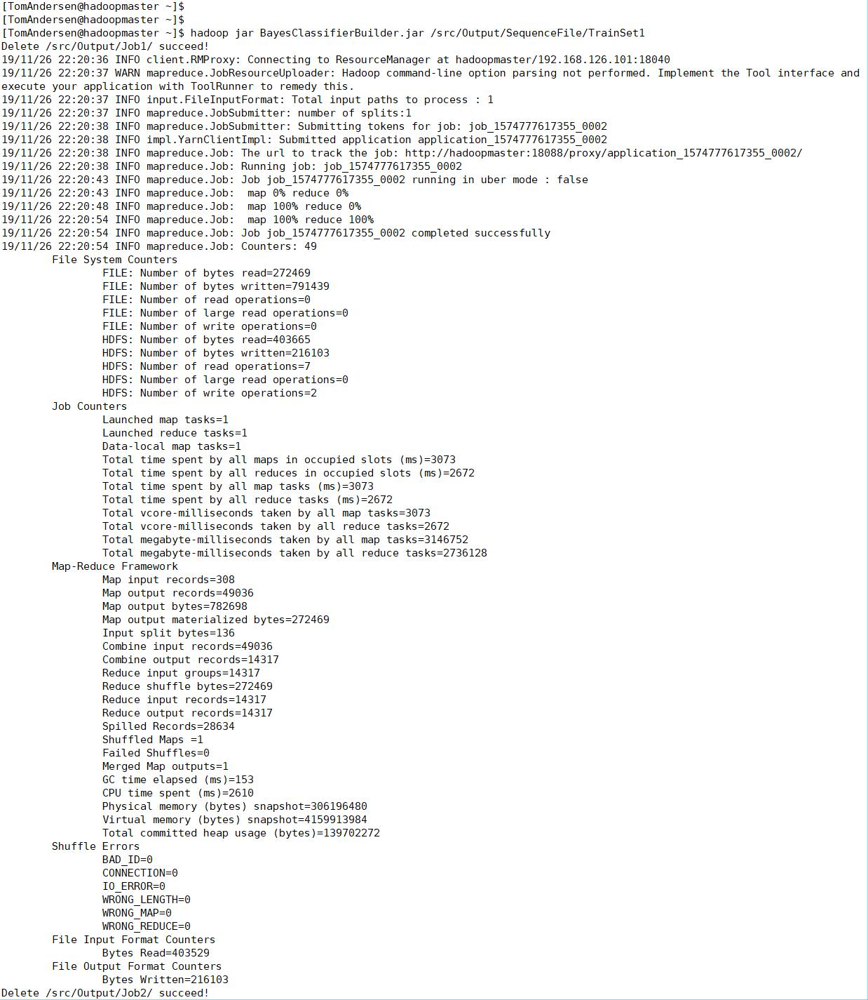 [TomAndersen@hadoopmaster ~]$
[TomAndersen@hadoopmaster ~]$
[TomAndersen@hadoopmaster ~]$ hadoop jar BayesClassifierBuilder.jar /src/Output/SequenceFile/TrainSet1
Delete /src/Output/Job1/ succeed!
19/11/26 22:20:36 INFO client.RMProxy: Connecting to ResourceManager at hadoopmaster/192.168.126.101:18040
19/11/26 22:20:37 WARN mapreduce.JobResourceUploader: Hadoop command-line option parsing not performed. Implement the Tool interface and
execute your application with ToolRunner to remedy this.
19/11/26 22:20:37 INFO input.FileInputFormat: Total input paths to process : 1
19/11/26 22:20:37 INFO mapreduce.JobSubmitter: number of splits:1
19/11/26 22:20:38 INFO mapreduce.JobSubmitter: Submitting tokens for job: job_1574777617355_0002
19/11/26 22:20:38 INFO impl.YarnClientImpl: Submitted application application_1574777617355_0002
19/11/26 22:20:38 INFO mapreduce.Job: The url to track the job: http://hadoopmaster:18088/proxy/application_1574777617355_0002/
19/11/26 22:20:38 INFO mapreduce.Job: Running job: job_1574777617355_0002
19/11/26 22:20:43 INFO mapreduce.Job: Job job_1574777617355_0002 running in uber mode : false
19/11/26 22:20:43 INFO mapreduce.Job:  map 0% reduce 0%
19/11/26 22:20:48 INFO mapreduce.Job:  map 100% reduce 0%
19/11/26 22:20:54 INFO mapreduce.Job:  map 100% reduce 100%
19/11/26 22:20:54 INFO mapreduce.Job: Job job_1574777617355_0002 completed successfully
19/11/26 22:20:54 INFO mapreduce.Job: Counters: 49
File System Counters
FILE: Number of bytes read=272469
FILE: Number of bytes written=791439
FILE: Number of read operations=0
FILE: Number of large read operations=0
FILE: Number of write operations=0
HDFS: Number of bytes read=403665
HDFS: Number of bytes written=216103
HDFS: Number of read operations=7
HDFS: Number of large read operations=0
HDFS: Number of write operations=2
Job Counters
Launched map tasks=1
Launched reduce tasks=1
Data-local map tasks=1
Total time spent by all maps in occupied slots (ms)=3073
Total time spent by all reduces in occupied slots (ms)=2672
Total time spent by all map tasks (ms)=3073
Total time spent by all reduce tasks (ms)=2672
Total vcore-milliseconds taken by all map tasks=3073
Total vcore-milliseconds taken by all reduce tasks=2672
Total megabyte-milliseconds taken by all map tasks=3146752
Total megabyte-milliseconds taken by all reduce tasks=2736128
Map-Reduce Framework
Map input records=308
Map output records=49036
Map output bytes=782698
Map output materialized bytes=272469
Input split bytes=136
Combine input records=49036
Combine output records=14317
Reduce input groups=14317
Reduce shuffle bytes=272469
Reduce input records=14317
Reduce output records=14317
Spilled Records=28634
Shuffled Maps =1
Failed Shuffles=0
Merged Map outputs=1
GC time elapsed (ms)=153
CPU time spent (ms)=2610
Physical memory (bytes) snapshot=306196480
Virtual memory (bytes) snapshot=4159913984
Total committed heap usage (bytes)=139702272
Shuffle Errors
BAD_ID=0
CONNECTION=0
IO_ERROR=0
WRONG_LENGTH=0
WRONG_MAP=0
WRONG_REDUCE=0
File Input Format Counters
Bytes Read=403529
File Output Format Counters
Bytes Written=216103
Delete /src/Output/Job2/ succeed!